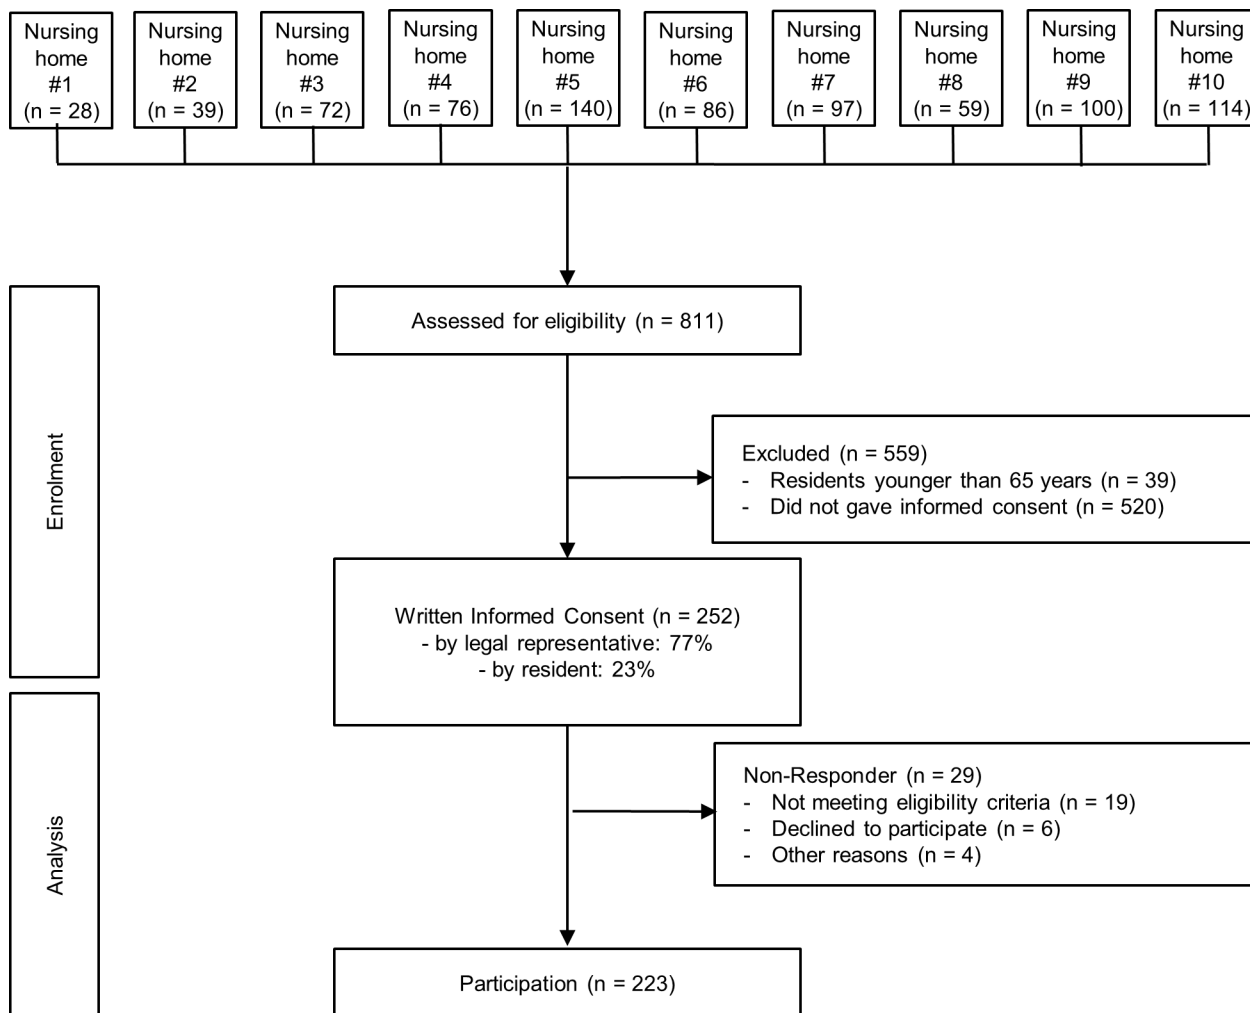 Nursing
home
#1
(n = 28)
Nursing
home
#2
(n = 39)
Nursing
home
#3
(n = 72)
Nursing
home
#4
(n = 76)
Nursing
home
#5
(n = 140)
Nursing
home
#6
(n = 86)
Nursing
home
#7
(n = 97)
Nursing
home
#8
(n = 59)
Nursing
home
#9
(n = 100)
Nursing
home
#10
(n = 114)
Enrolment
Assessed for eligibility (n = 811)
Excluded (n = 559)
- Residents younger than 65 years (n = 39)
- Did not gave informed consent (n = 520)
Written Informed Consent (n = 252)
- by legal representative: 77%
- by resident: 23%
Analysis
Non-Responder (n = 29)
- Not meeting eligibility criteria (n = 19)
- Declined to participate (n = 6)
- Other reasons (n = 4)
Participation (n = 223)